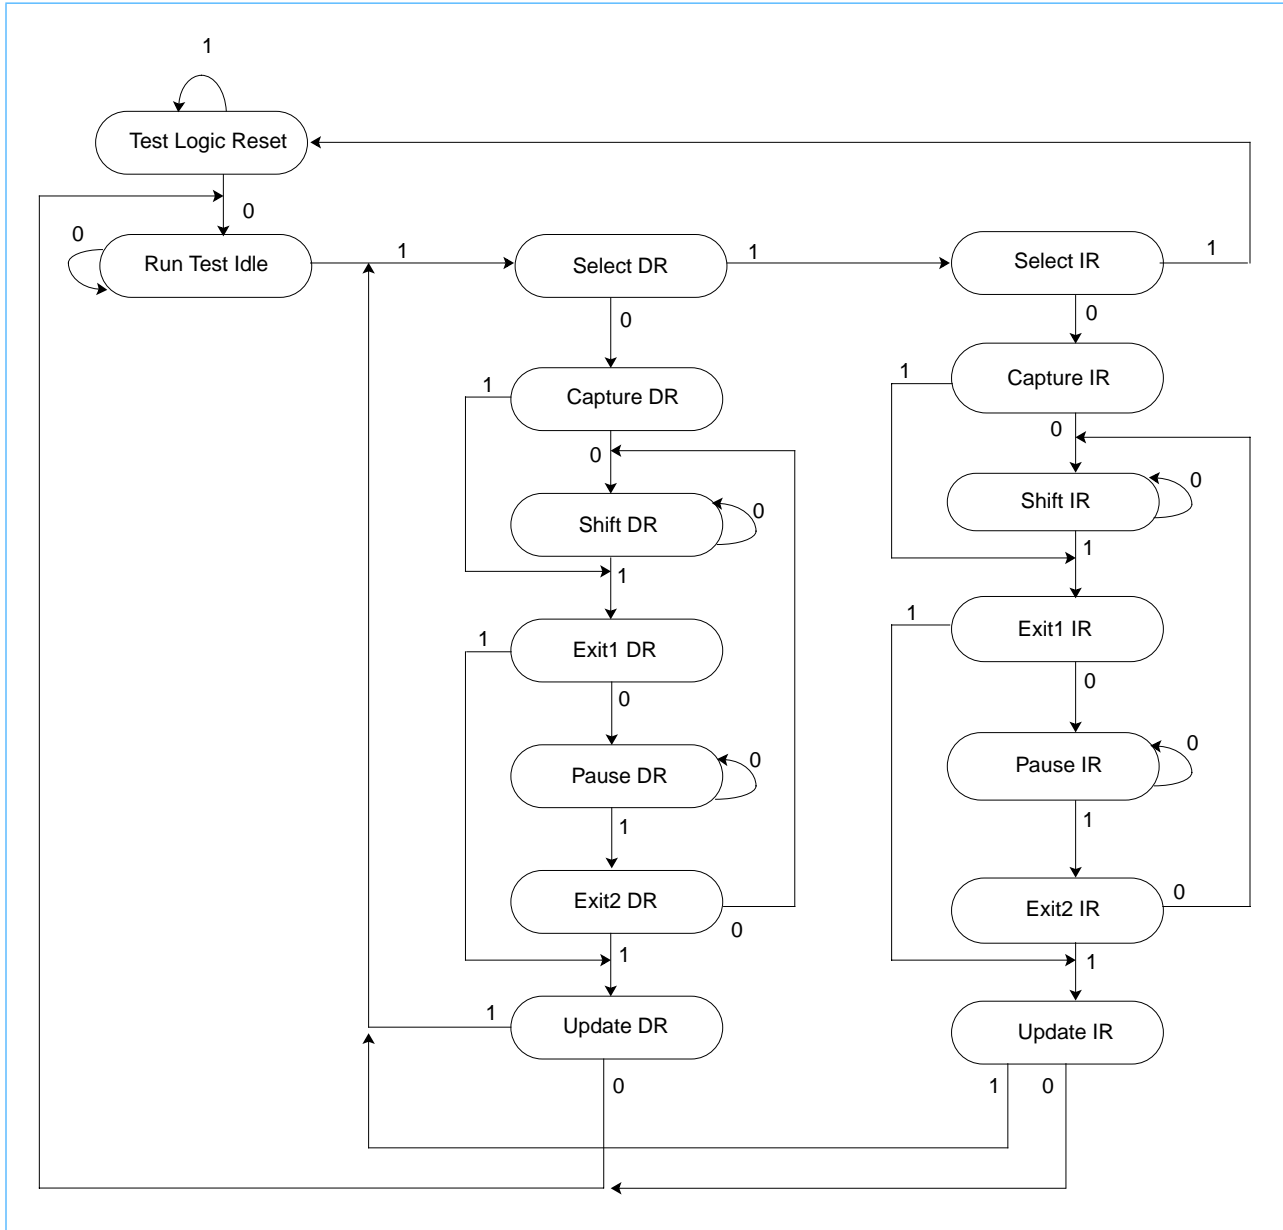 1
Test Logic Reset
0
0
Run Test Idle
1
Select DR
1
Select IR
1
0
0
1
Capture DR
1
Capture IR
0
0
Shift DR
0
Shift IR
0
1
1
1
Exit1 DR
1
Exit1 IR
0
0
Pause DR
0
Pause IR
0
1
1
Exit2 DR
0
Exit2 IR
0
1
1
1
Update DR
Update IR
0
1
0